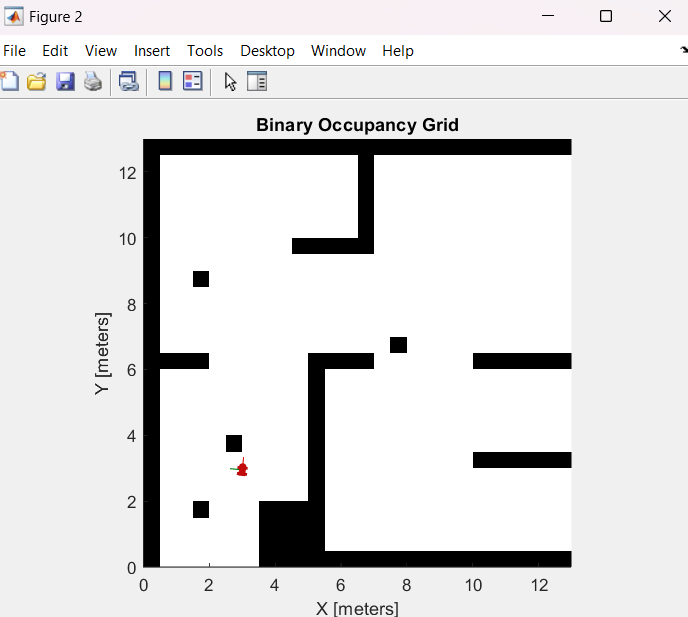 Figure 2
File Edit View Insert Tools Desktop Window Help
Binary Occupancy Grid
12
10
8
6
4
2
0
Y [meters]
0 2 4 6 8 10 12
X [meters]